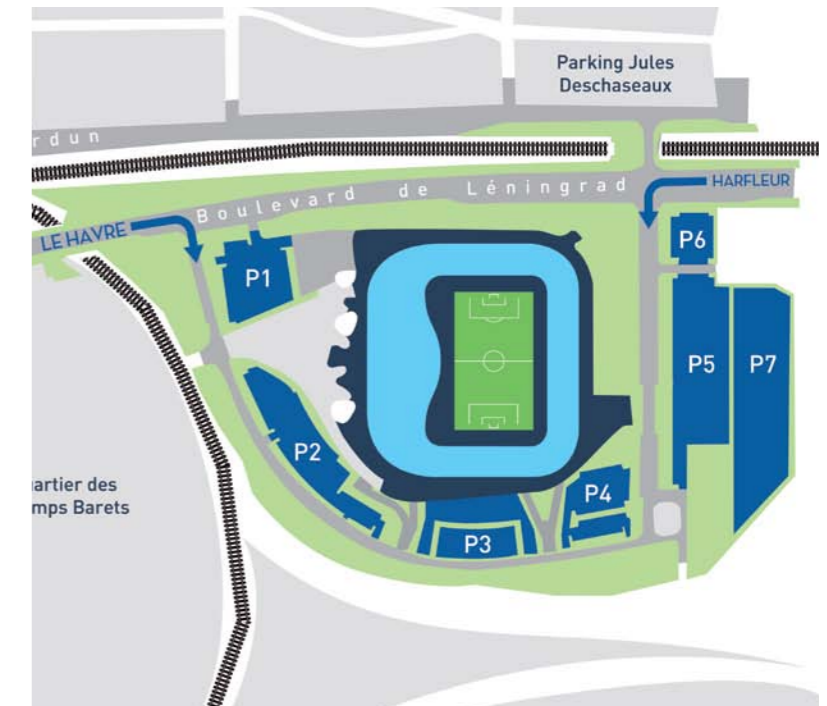 Parking Jules
Deschaseaux
rdun
Boulevard de Léningrad
HARFLEUR
LE HAVRE
P6
P1
P5
P7
P2
P4
P3
artier des
mps Barets